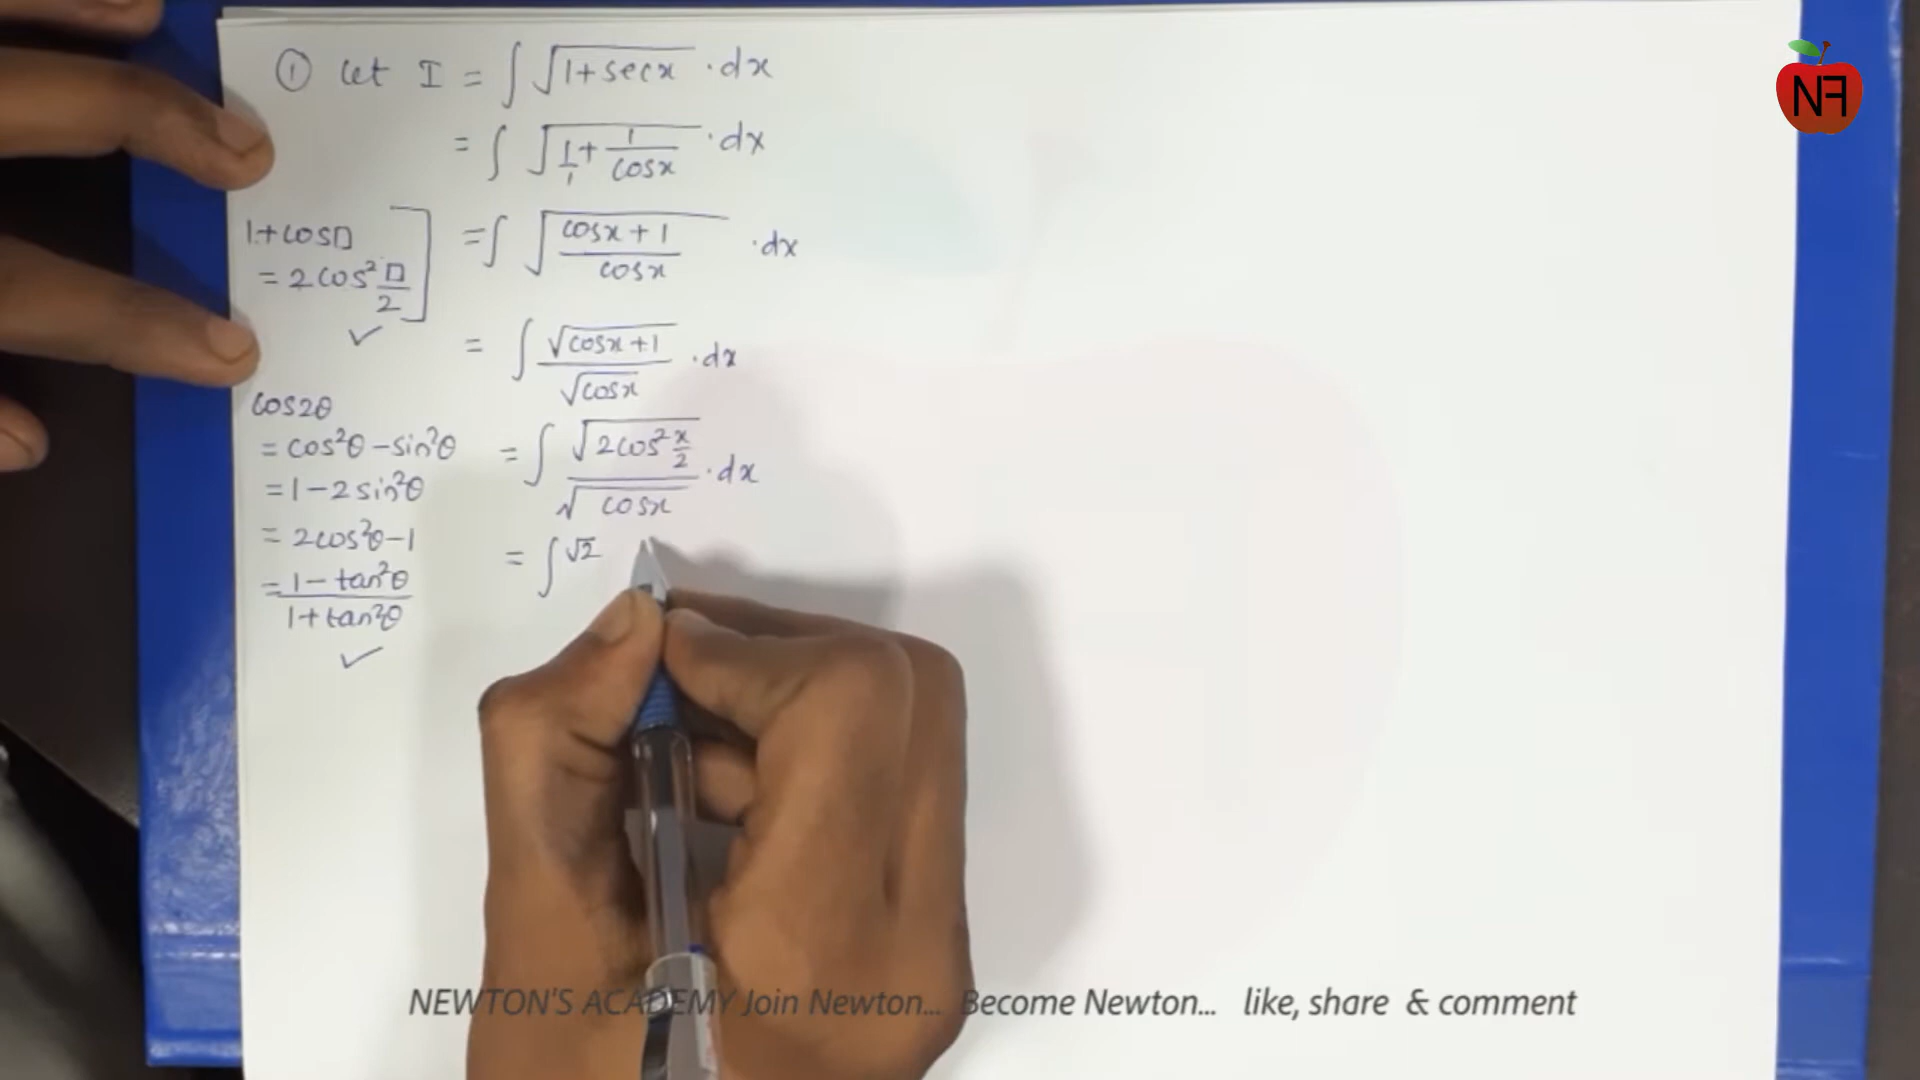 ① Let I = ∫ √(1+secx) · dx
= ∫ √(1/1 + 1/cosx) · dx
= ∫ √((cosx+1)/cosx) · dx
= ∫ √(cosx+1)/√cosx · dx
= ∫ √(2cos² x/2)/√cosx · dx
= ∫ √2
1+cos□
= 2cos² □/2
✓
cos2θ
= cos²θ - sin²θ
= 1 - 2sin²θ
= 2cos²θ - 1
= (1 - tan²θ)/(1 + tan²θ)
✓
NF
NEWTON'S ACADEMY Join Newton... Become Newton... like, share & comment